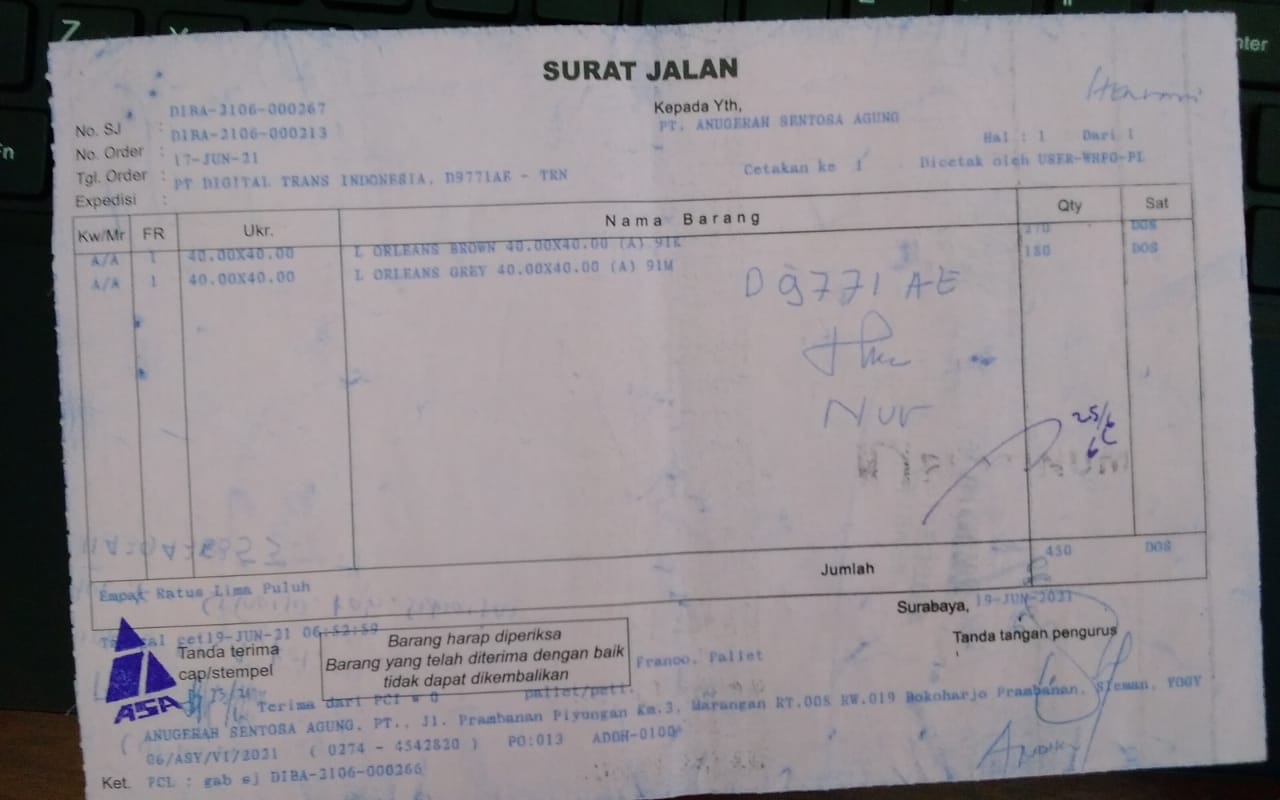 SURAT JALAN
No. SJ : DIBA-2106-000267
No. Order : DIBA-2106-000213
Tgl. Order : 17-JUN-21
Expedisi : PT DIGITAL TRANS INDONESIA, D9771AE - TRN
Kepada Yth,
PT. ANUGERAH SENTOSA AGUNG
Hal : 1 Dari 1
Cetakan ke 1 Dicetak oleh USER-WHFG-PL
Kw/Mr FR Ukr. Nama Barang Qty Sat
A/A 1 40.00X40.00 L ORLEANS BROWN 40.00X40.00 (A) 91K 270 DOS
A/A 1 40.00X40.00 L ORLEANS GREY 40.00X40.00 (A) 91M 180 DOS
D 9771 AE
Nur
25/6
Jumlah 450 DOS
Empat Ratus Lima Puluh
Surabaya, 19-JUN-2021
cet19-JUN-21 06:52:59
Tanda terima
cap/stempel
Barang harap diperiksa
Barang yang telah diterima dengan baik
tidak dapat dikembalikan
Tanda tangan pengurus
Franco, Pallet
ASA
Terima dari PCI = 0 pallet/peti.
( ANUGERAH SENTOSA AGUNG, PT., Jl. Prambanan Piyungan Km.3, Marangan RT.008 RW.019 Bokoharjo Prambanan, Sleman, YOGY
06/ASY/VI/2021 ( 0274 - 4542820 ) PO:013 ADOH-0100
Ket. PCL : gab sj DIBA-2106-000266